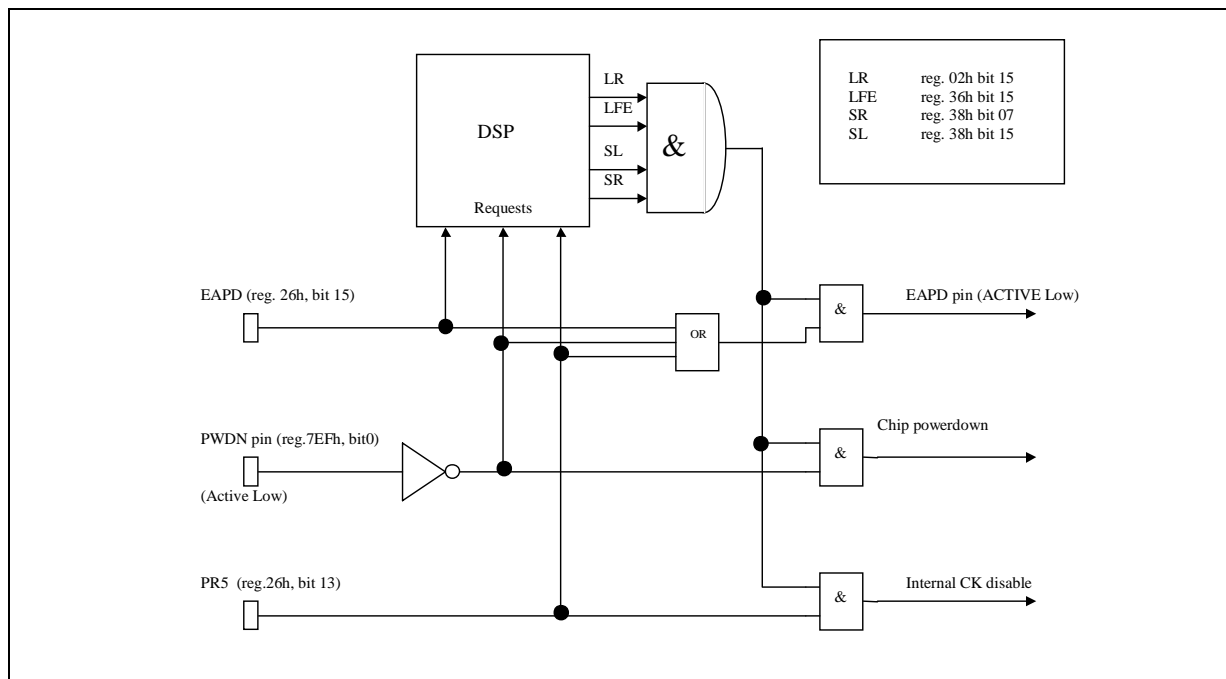 LR
LFE
SL
SR
DSP
Requests
&
LR reg. 02h bit 15
LFE reg. 36h bit 15
SR reg. 38h bit 07
SL reg. 38h bit 15
EAPD (reg. 26h, bit 15)
OR
&
EAPD pin (ACTIVE Low)
PWDN pin (reg.7EFh, bit0)
(Active Low)
&
Chip powerdown
PR5 (reg.26h, bit 13)
&
Internal CK disable